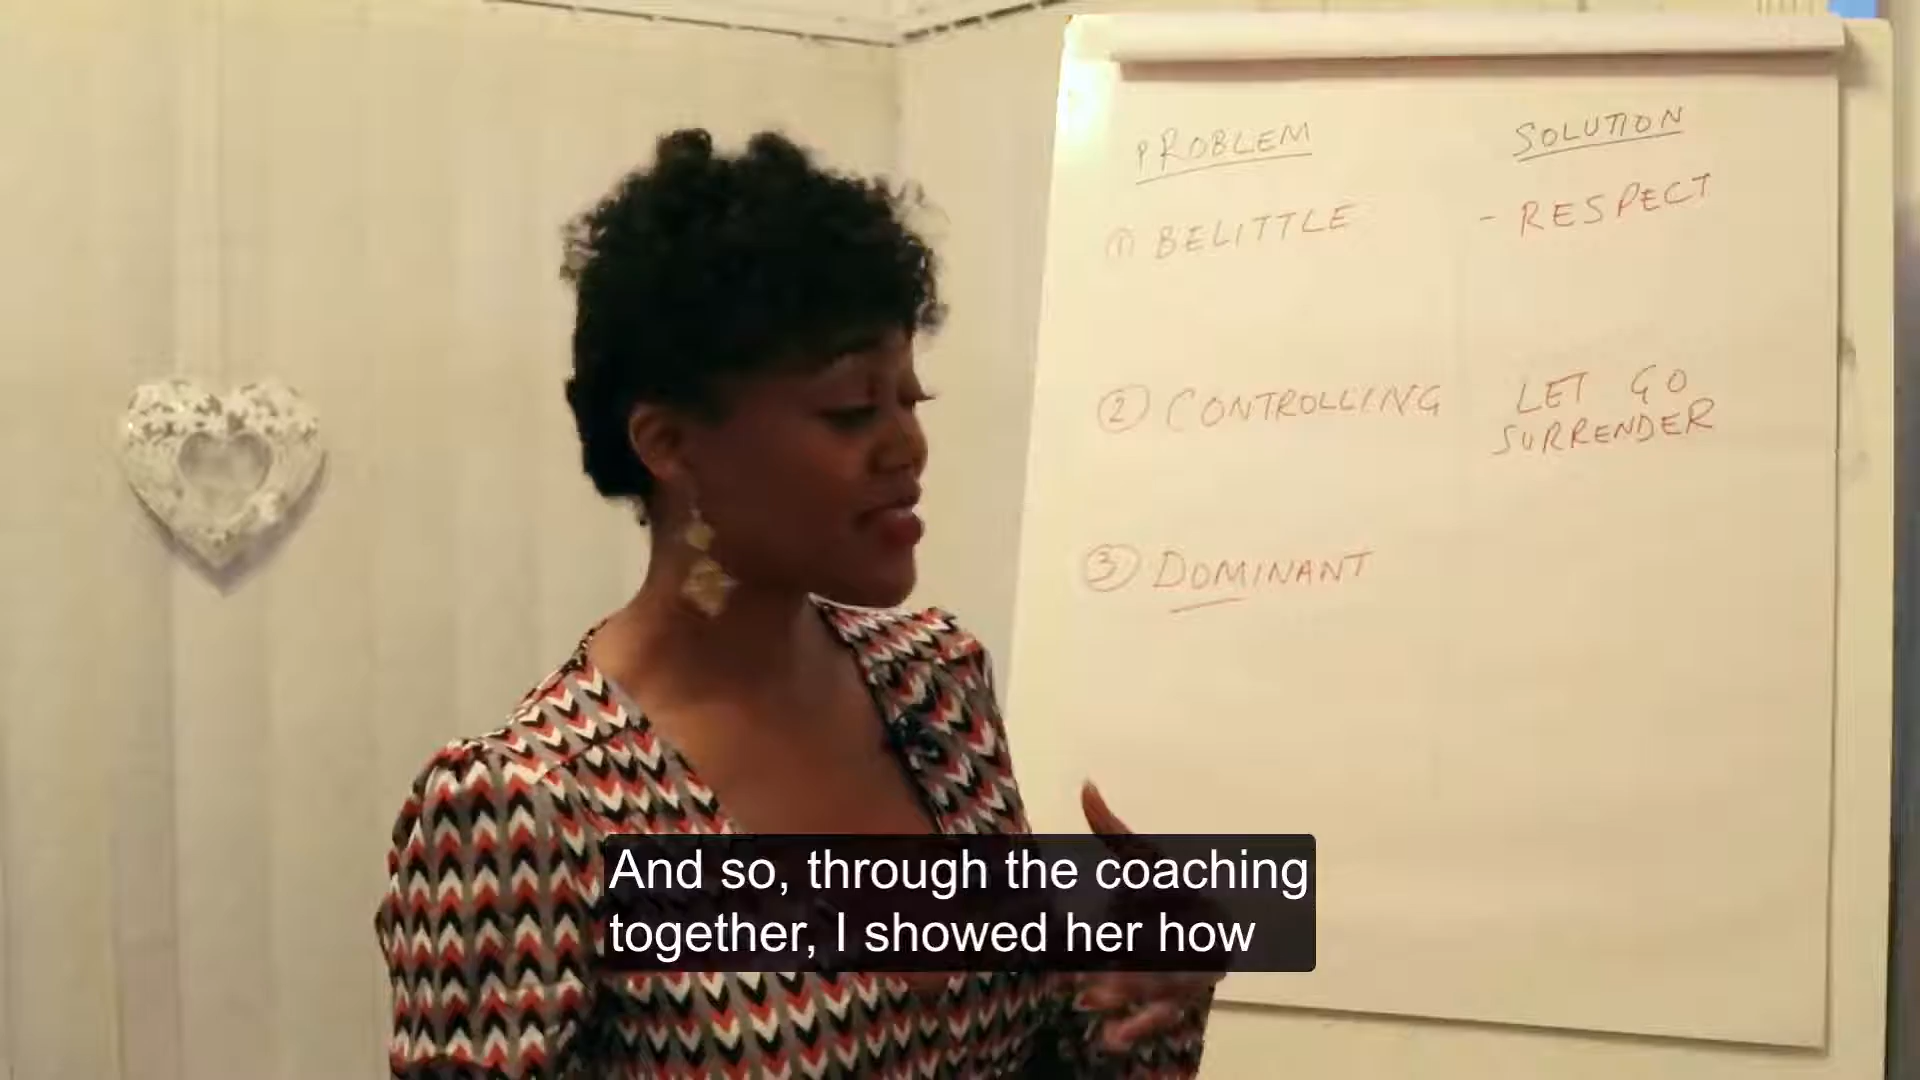 PROBLEM SOLUTION
① BELITTLE - RESPECT
② CONTROLLING LET GO
SURRENDER
③ DOMINANT
And so, through the coaching
together, I showed her how